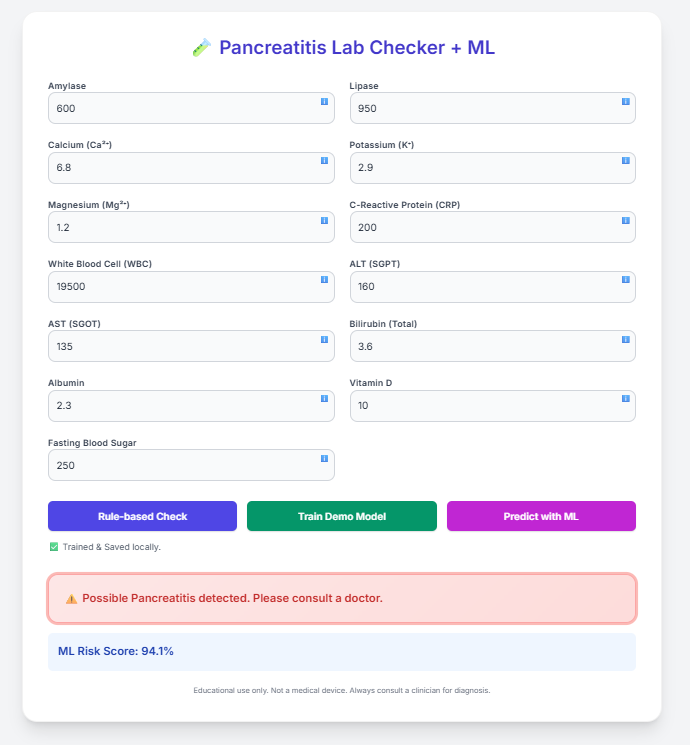 Pancreatitis Lab Checker + ML
Amylase
Lipase
600
950
Calcium (Ca²⁺)
Potassium (K⁺)
6.8
2.9
Magnesium (Mg²⁺)
C-Reactive Protein (CRP)
1.2
200
White Blood Cell (WBC)
ALT (SGPT)
19500
160
AST (SGOT)
Bilirubin (Total)
135
3.6
Albumin
Vitamin D
2.3
10
Fasting Blood Sugar
250
Rule-based Check
Train Demo Model
Predict with ML
✅ Trained & Saved locally.
⚠️ Possible Pancreatitis detected. Please consult a doctor.
ML Risk Score: 94.1%
Educational use only. Not a medical device. Always consult a clinician for diagnosis.